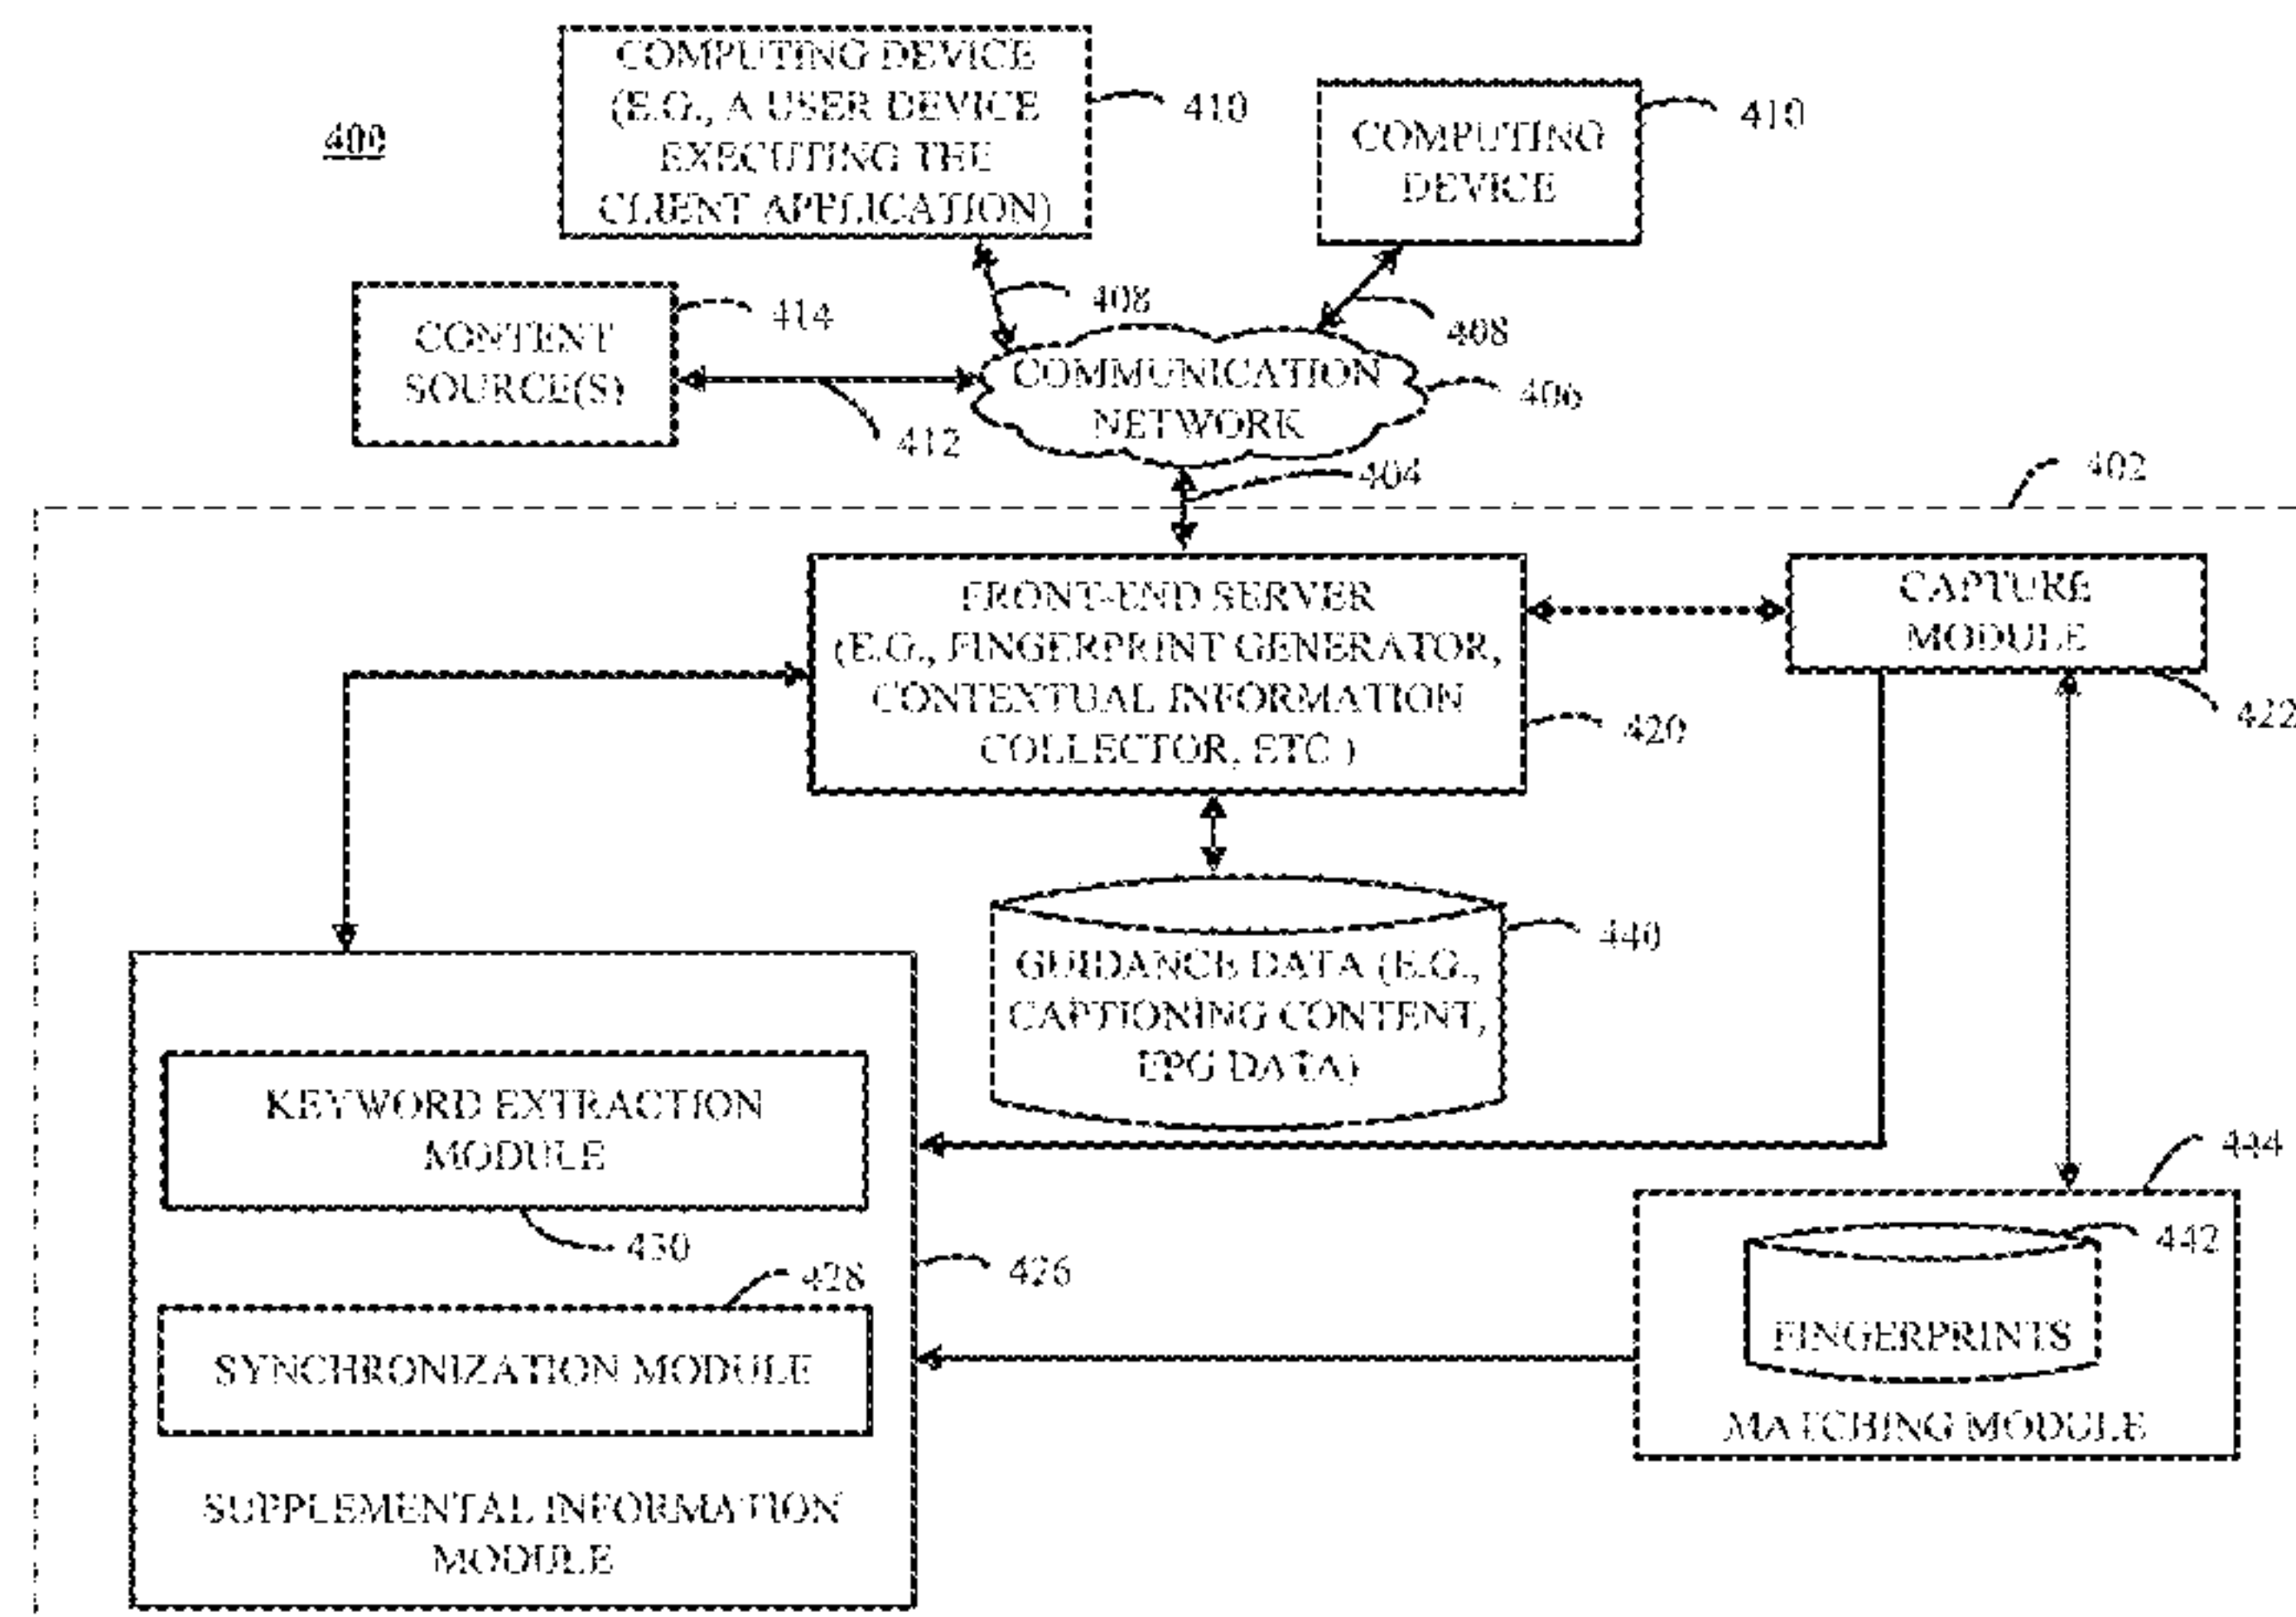 400
COMPUTING DEVICE
(E.G., A USER DEVICE
EXECUTING THE
CLIENT APPLICATION)
410
COMPUTING
DEVICE
410
CONTENT
SOURCE(S)
414
408
408
412
COMMUNICATION
NETWORK
406
404
402
FRONT-END SERVER
(E.G., FINGERPRINT GENERATOR,
CONTEXTUAL INFORMATION
COLLECTOR, ETC.)
420
CAPTURE
MODULE
422
GUIDANCE DATA (E.G.,
CAPTIONING CONTENT,
EPG DATA)
440
KEYWORD EXTRACTION
MODULE
430
426
428
SYNCHRONIZATION MODULE
SUPPLEMENTAL INFORMATION
MODULE
444
442
FINGERPRINTS
MATCHING MODULE